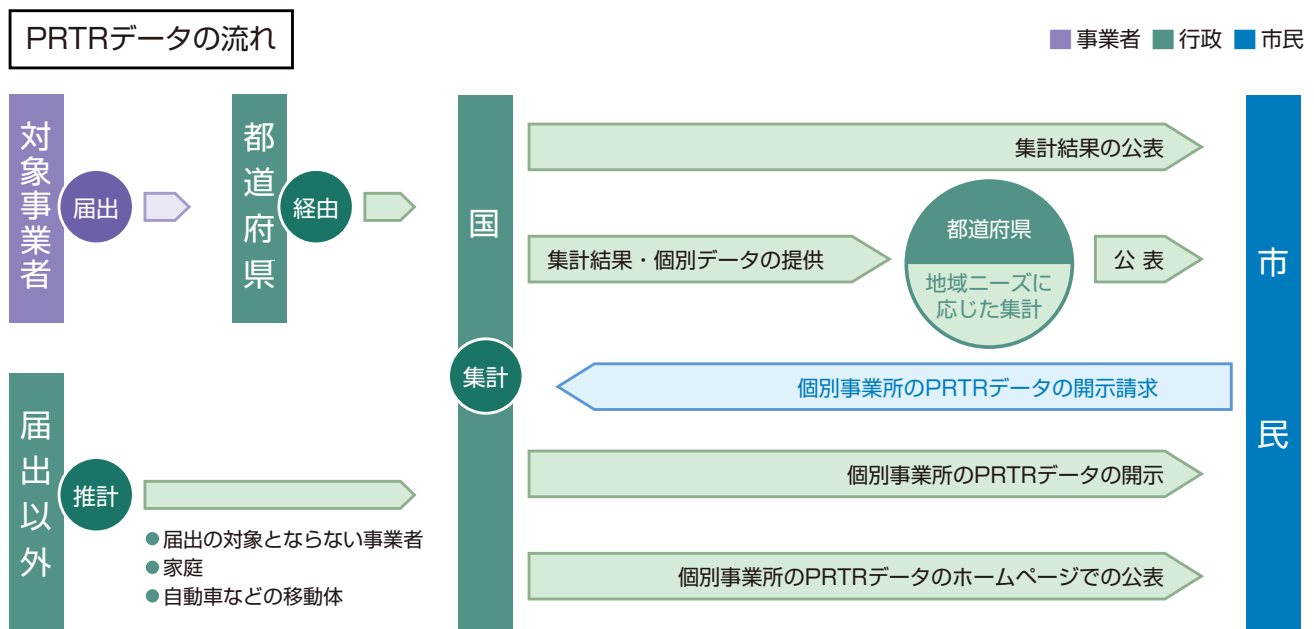 PRTRデータの流れ
事業者 行政 市民
対象事業者
届出
都道府県
経由
国
集計
集計結果の公表
集計結果・個別データの提供
都道府県
地域ニーズに
応じた集計
公 表
個別事業所のPRTRデータの開示請求
個別事業所のPRTRデータの開示
個別事業所のPRTRデータのホームページでの公表
市民
届出以外
推計
●届出の対象とならない事業者
●家庭
●自動車などの移動体